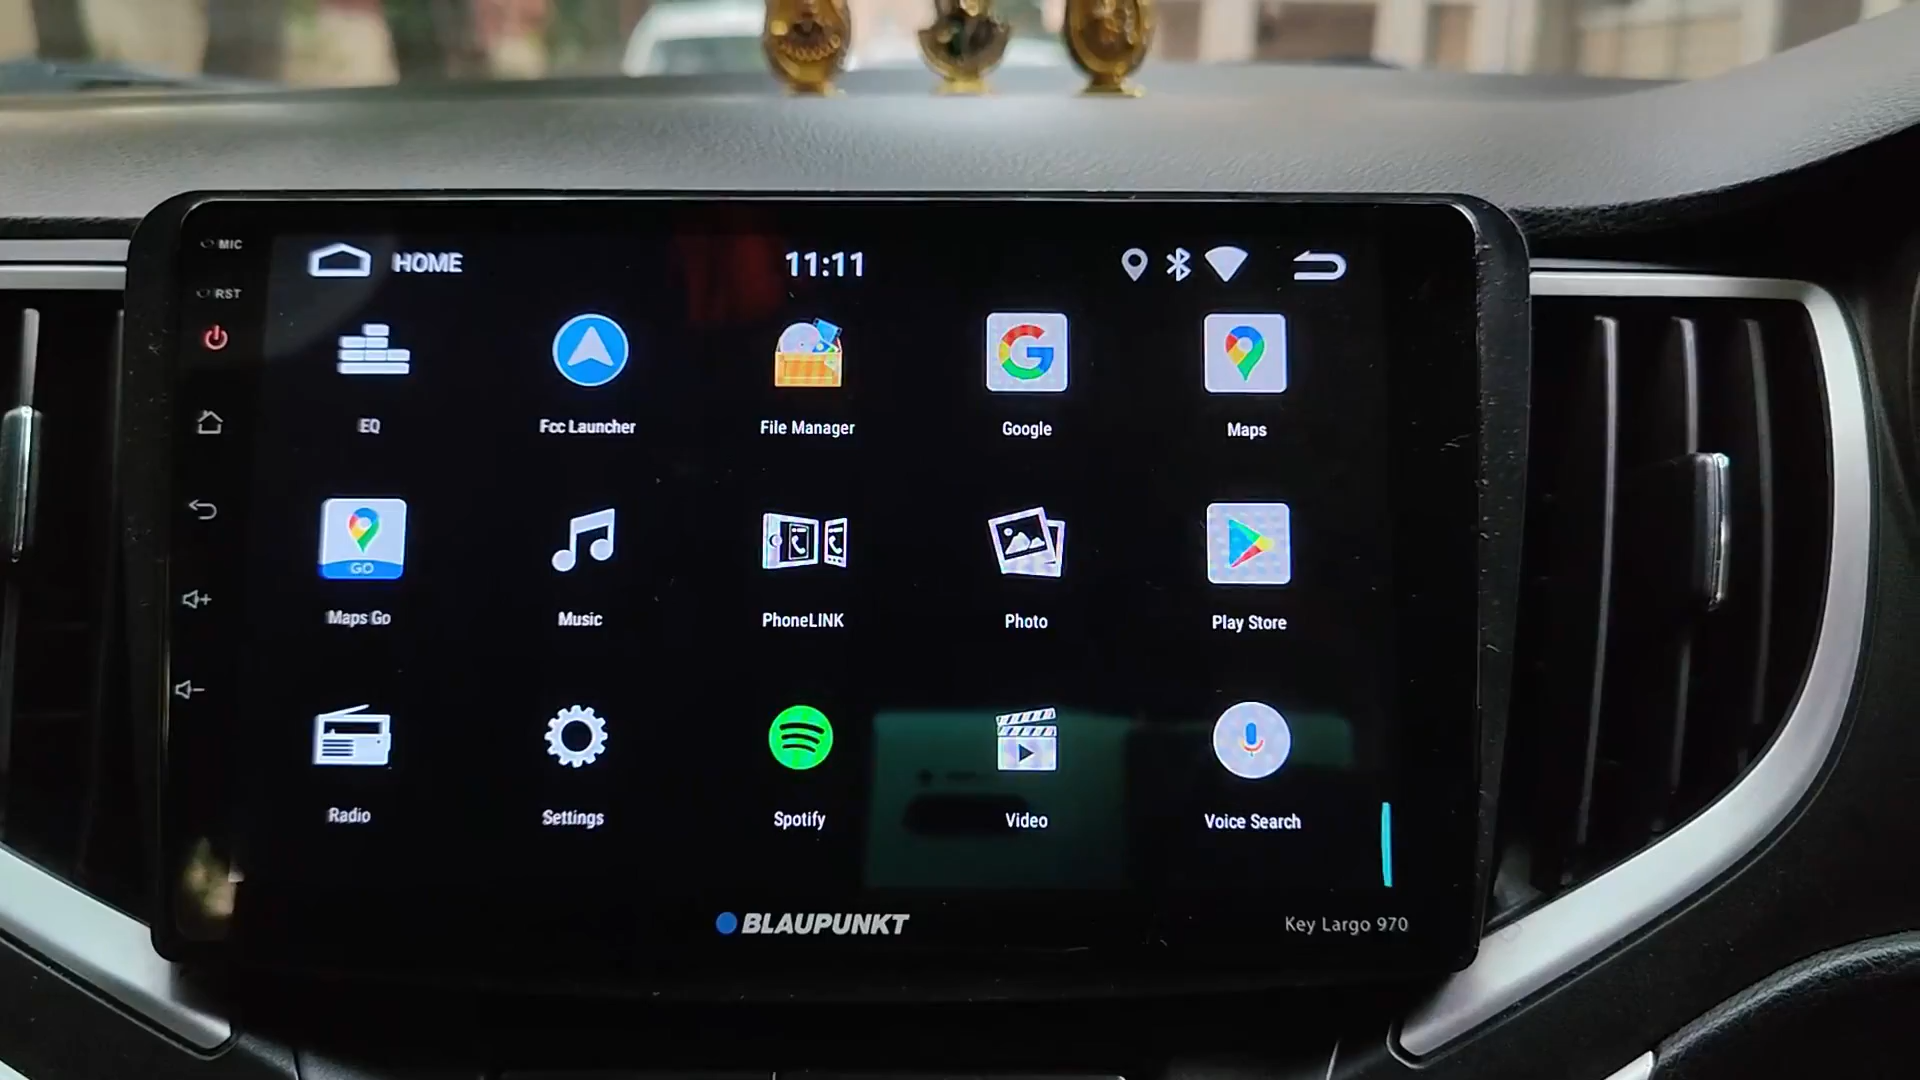 MIC
HOME
11:11
RST
EQ
Fcc Launcher
File Manager
Google
Maps
GO
Maps Go
Music
PhoneLINK
Photo
Play Store
Radio
Settings
Spotify
Video
Voice Search
BLAUPUNKT
Key Largo 970